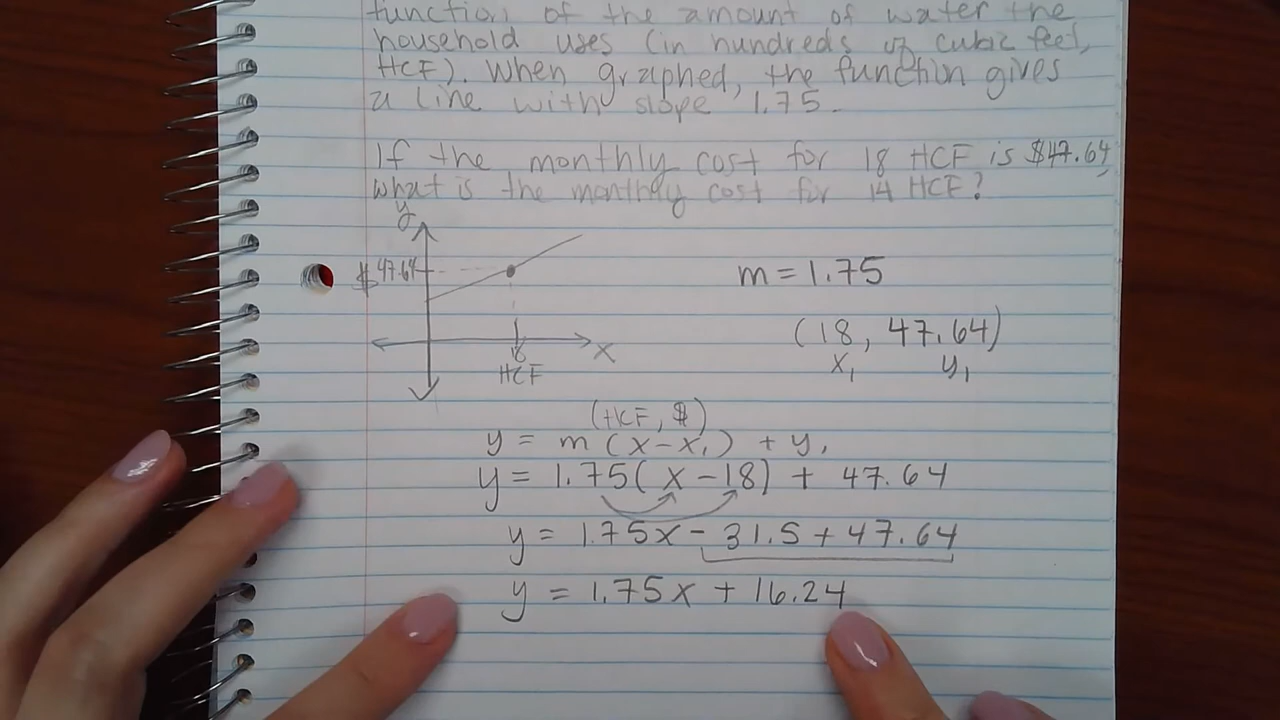 function of the amount of water the
household uses (in hundreds of cubic feet,
HCF). When graphed, the function gives
a line with slope 1.75.
If the monthly cost for 18 HCF is $47.64,
what is the monthly cost for 14 HCF?
y
$47.64
m = 1.75
(18, 47.64)
x₁ y₁
x
18
HCF
(HCF, $)
y = m(x-x₁) + y₁
y = 1.75(x-18) + 47.64
y = 1.75x - 31.5 + 47.64
y = 1.75x + 16.24